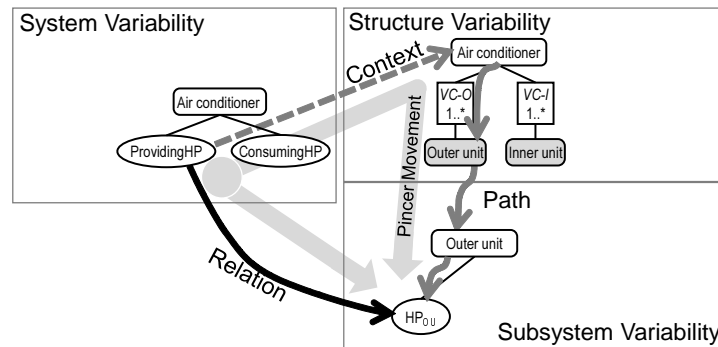 System Variability
Structure Variability
Context
Air conditioner
Air conditioner
VC-O
1..*
VC-I
1..*
ProvidingHP
ConsumingHP
Outer unit
Inner unit
Pincer Movement
Path
Outer unit
Relation
HPOU
Subsystem Variability